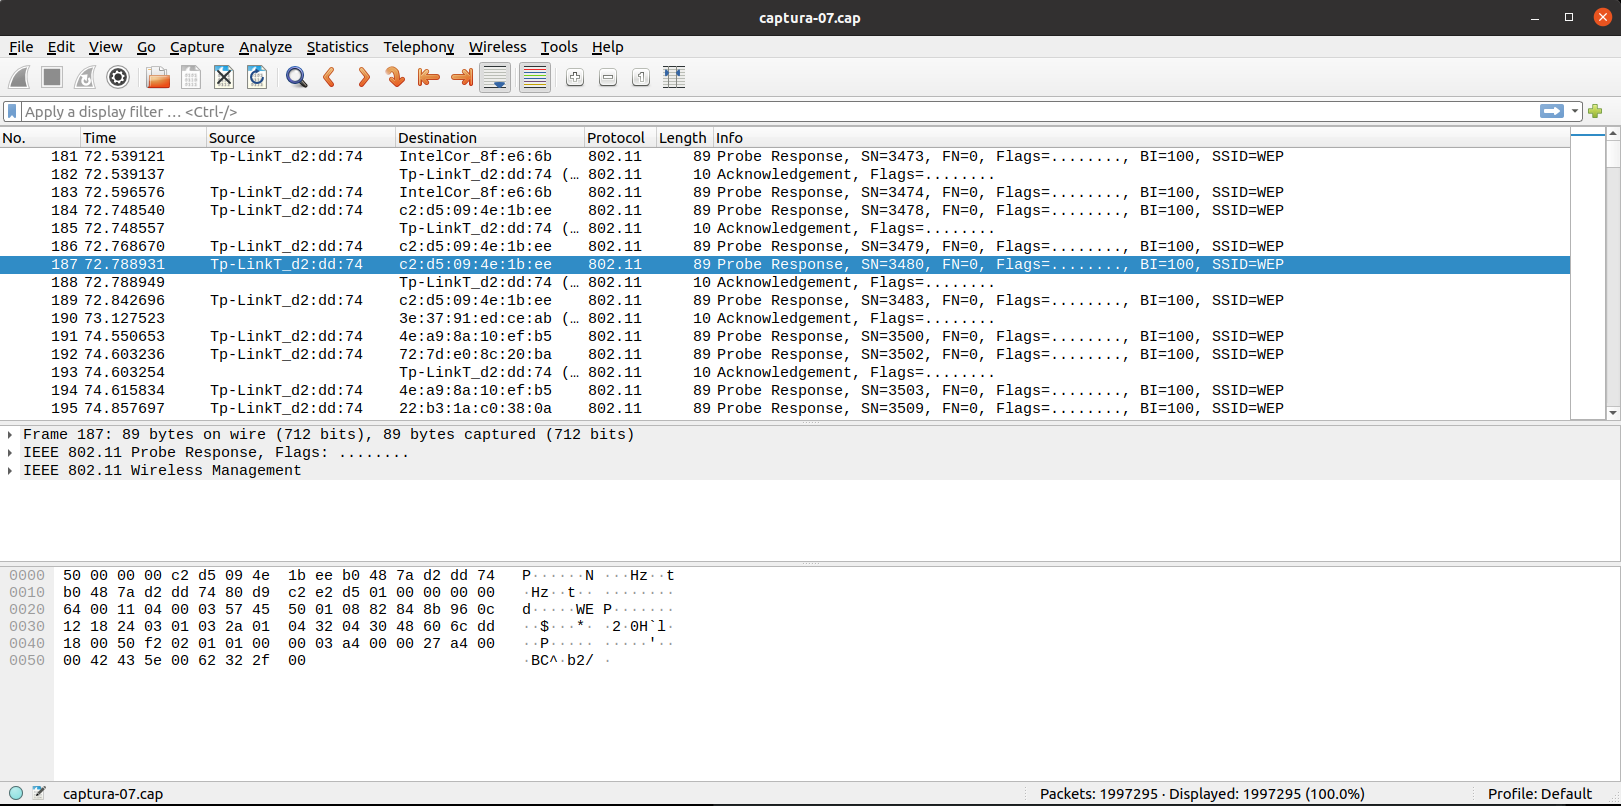 captura-07.cap
File Edit View Go Capture Analyze Statistics Telephony Wireless Tools Help
Apply a display filter … <Ctrl-/>
No. Time Source Destination Protocol Length Info
181 72.539121 Tp-LinkT_d2:dd:74 IntelCor_8f:e6:6b 802.11 89 Probe Response, SN=3473, FN=0, Flags=........, BI=100, SSID=WEP
182 72.539137 Tp-LinkT_d2:dd:74 (… 802.11 10 Acknowledgement, Flags=........
183 72.596576 Tp-LinkT_d2:dd:74 IntelCor_8f:e6:6b 802.11 89 Probe Response, SN=3474, FN=0, Flags=........, BI=100, SSID=WEP
184 72.748540 Tp-LinkT_d2:dd:74 c2:d5:09:4e:1b:ee 802.11 89 Probe Response, SN=3478, FN=0, Flags=........, BI=100, SSID=WEP
185 72.748557 Tp-LinkT_d2:dd:74 (… 802.11 10 Acknowledgement, Flags=........
186 72.768670 Tp-LinkT_d2:dd:74 c2:d5:09:4e:1b:ee 802.11 89 Probe Response, SN=3479, FN=0, Flags=........, BI=100, SSID=WEP
187 72.788931 Tp-LinkT_d2:dd:74 c2:d5:09:4e:1b:ee 802.11 89 Probe Response, SN=3480, FN=0, Flags=........, BI=100, SSID=WEP
188 72.788949 Tp-LinkT_d2:dd:74 (… 802.11 10 Acknowledgement, Flags=........
189 72.842696 Tp-LinkT_d2:dd:74 c2:d5:09:4e:1b:ee 802.11 89 Probe Response, SN=3483, FN=0, Flags=........, BI=100, SSID=WEP
190 73.127523 3e:37:91:ed:ce:ab (… 802.11 10 Acknowledgement, Flags=........
191 74.550653 Tp-LinkT_d2:dd:74 4e:a9:8a:10:ef:b5 802.11 89 Probe Response, SN=3500, FN=0, Flags=........, BI=100, SSID=WEP
192 74.603236 Tp-LinkT_d2:dd:74 72:7d:e0:8c:20:ba 802.11 89 Probe Response, SN=3502, FN=0, Flags=........, BI=100, SSID=WEP
193 74.603254 Tp-LinkT_d2:dd:74 (… 802.11 10 Acknowledgement, Flags=........
194 74.615834 Tp-LinkT_d2:dd:74 4e:a9:8a:10:ef:b5 802.11 89 Probe Response, SN=3503, FN=0, Flags=........, BI=100, SSID=WEP
195 74.857697 Tp-LinkT_d2:dd:74 22:b3:1a:c0:38:0a 802.11 89 Probe Response, SN=3509, FN=0, Flags=........, BI=100, SSID=WEP
Frame 187: 89 bytes on wire (712 bits), 89 bytes captured (712 bits)
IEEE 802.11 Probe Response, Flags: ........
IEEE 802.11 Wireless Management
0000 50 00 00 00 c2 d5 09 4e 1b ee b0 48 7a d2 dd 74 P······N ···Hz··t
0010 b0 48 7a d2 dd 74 80 d9 c2 e2 d5 01 00 00 00 00 ·Hz··t·· ········
0020 64 00 11 04 00 03 57 45 50 01 08 82 84 8b 96 0c d·····WE P·······
0030 12 18 24 03 01 03 2a 01 04 32 04 30 48 60 6c dd ··$···*· ·2·0H`l·
0040 18 00 50 f2 02 01 01 00 00 03 a4 00 00 27 a4 00 ··P····· ·····'··
0050 00 42 43 5e 00 62 32 2f 00 ·BC^·b2/ ·
captura-07.cap Packets: 1997295 · Displayed: 1997295 (100.0%) Profile: Default